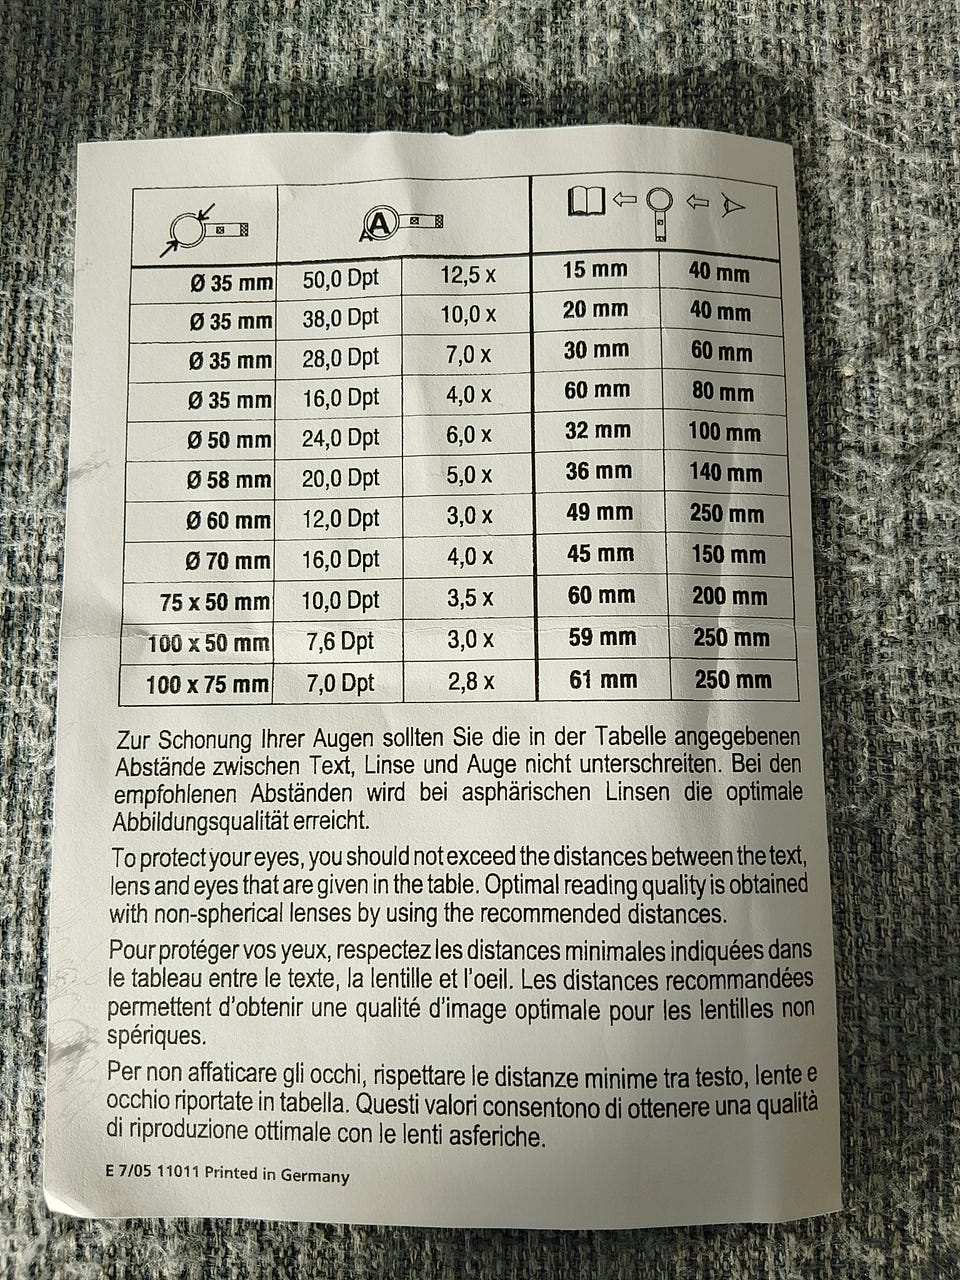 A A
Ø 35 mm 50,0 Dpt 12,5 x 15 mm 40 mm
Ø 35 mm 38,0 Dpt 10,0 x 20 mm 40 mm
Ø 35 mm 28,0 Dpt 7,0 x 30 mm 60 mm
Ø 35 mm 16,0 Dpt 4,0 x 60 mm 80 mm
Ø 50 mm 24,0 Dpt 6,0 x 32 mm 100 mm
Ø 58 mm 20,0 Dpt 5,0 x 36 mm 140 mm
Ø 60 mm 12,0 Dpt 3,0 x 49 mm 250 mm
Ø 70 mm 16,0 Dpt 4,0 x 45 mm 150 mm
75 x 50 mm 10,0 Dpt 3,5 x 60 mm 200 mm
100 x 50 mm 7,6 Dpt 3,0 x 59 mm 250 mm
100 x 75 mm 7,0 Dpt 2,8 x 61 mm 250 mm
Zur Schonung Ihrer Augen sollten Sie die in der Tabelle angegebenen
Abstände zwischen Text, Linse und Auge nicht unterschreiten. Bei den
empfohlenen Abständen wird bei asphärischen Linsen die optimale
Abbildungsqualität erreicht.
To protect your eyes, you should not exceed the distances between the text,
lens and eyes that are given in the table. Optimal reading quality is obtained
with non-spherical lenses by using the recommended distances.
Pour protéger vos yeux, respectez les distances minimales indiquées dans
le tableau entre le texte, la lentille et l'oeil. Les distances recommandées
permettent d'obtenir une qualité d'image optimale pour les lentilles non
spériques.
Per non affaticare gli occhi, rispettare le distanze minime tra testo, lente e
occhio riportate in tabella. Questi valori consentono di ottenere una qualità
di riproduzione ottimale con le lenti asferiche.
E 7/05 11011 Printed in Germany